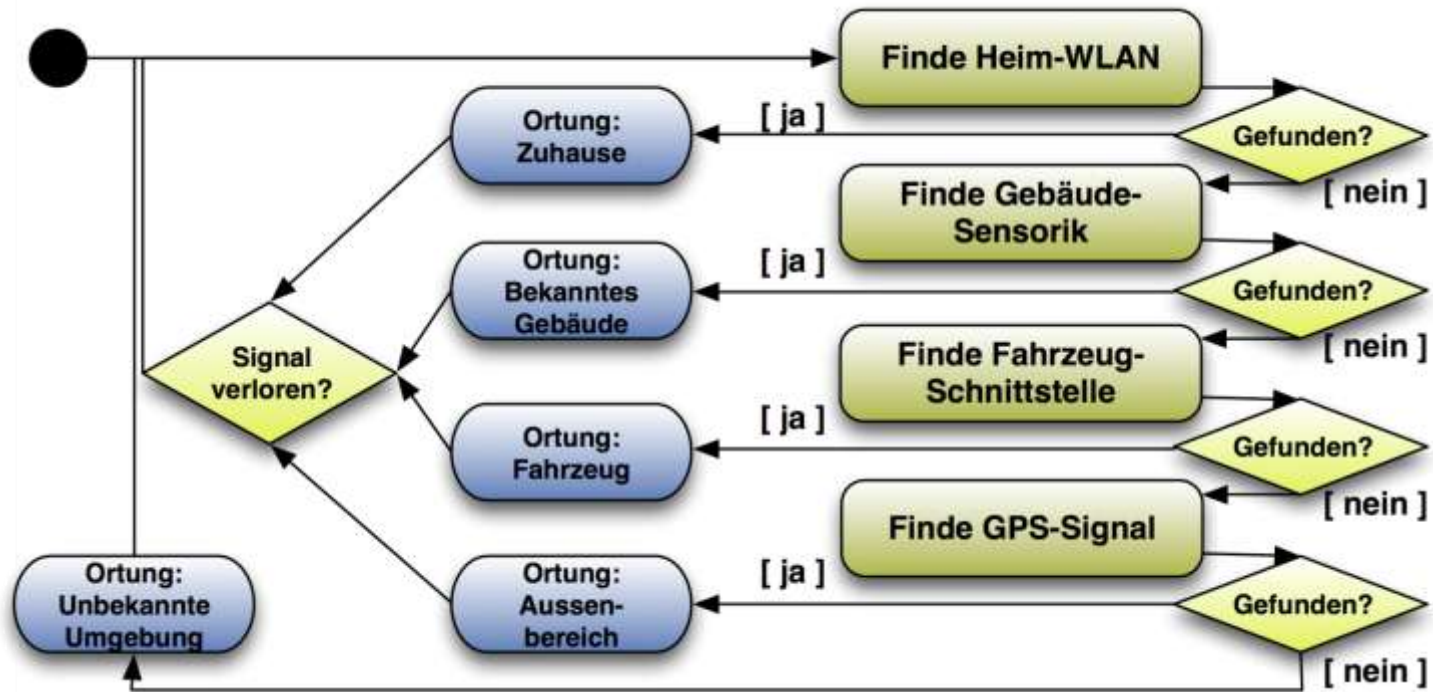 Finde Heim-WLAN
Gefunden?
[ ja ]
Ortung:
Zuhause
[ nein ]
Finde Gebäude-
Sensorik
Gefunden?
[ ja ]
Ortung:
Bekanntes
Gebäude
[ nein ]
Finde Fahrzeug-
Schnittstelle
Gefunden?
[ ja ]
Ortung:
Fahrzeug
[ nein ]
Finde GPS-Signal
Gefunden?
[ ja ]
Ortung:
Aussen-
bereich
[ nein ]
Signal
verloren?
Ortung:
Unbekannte
Umgebung